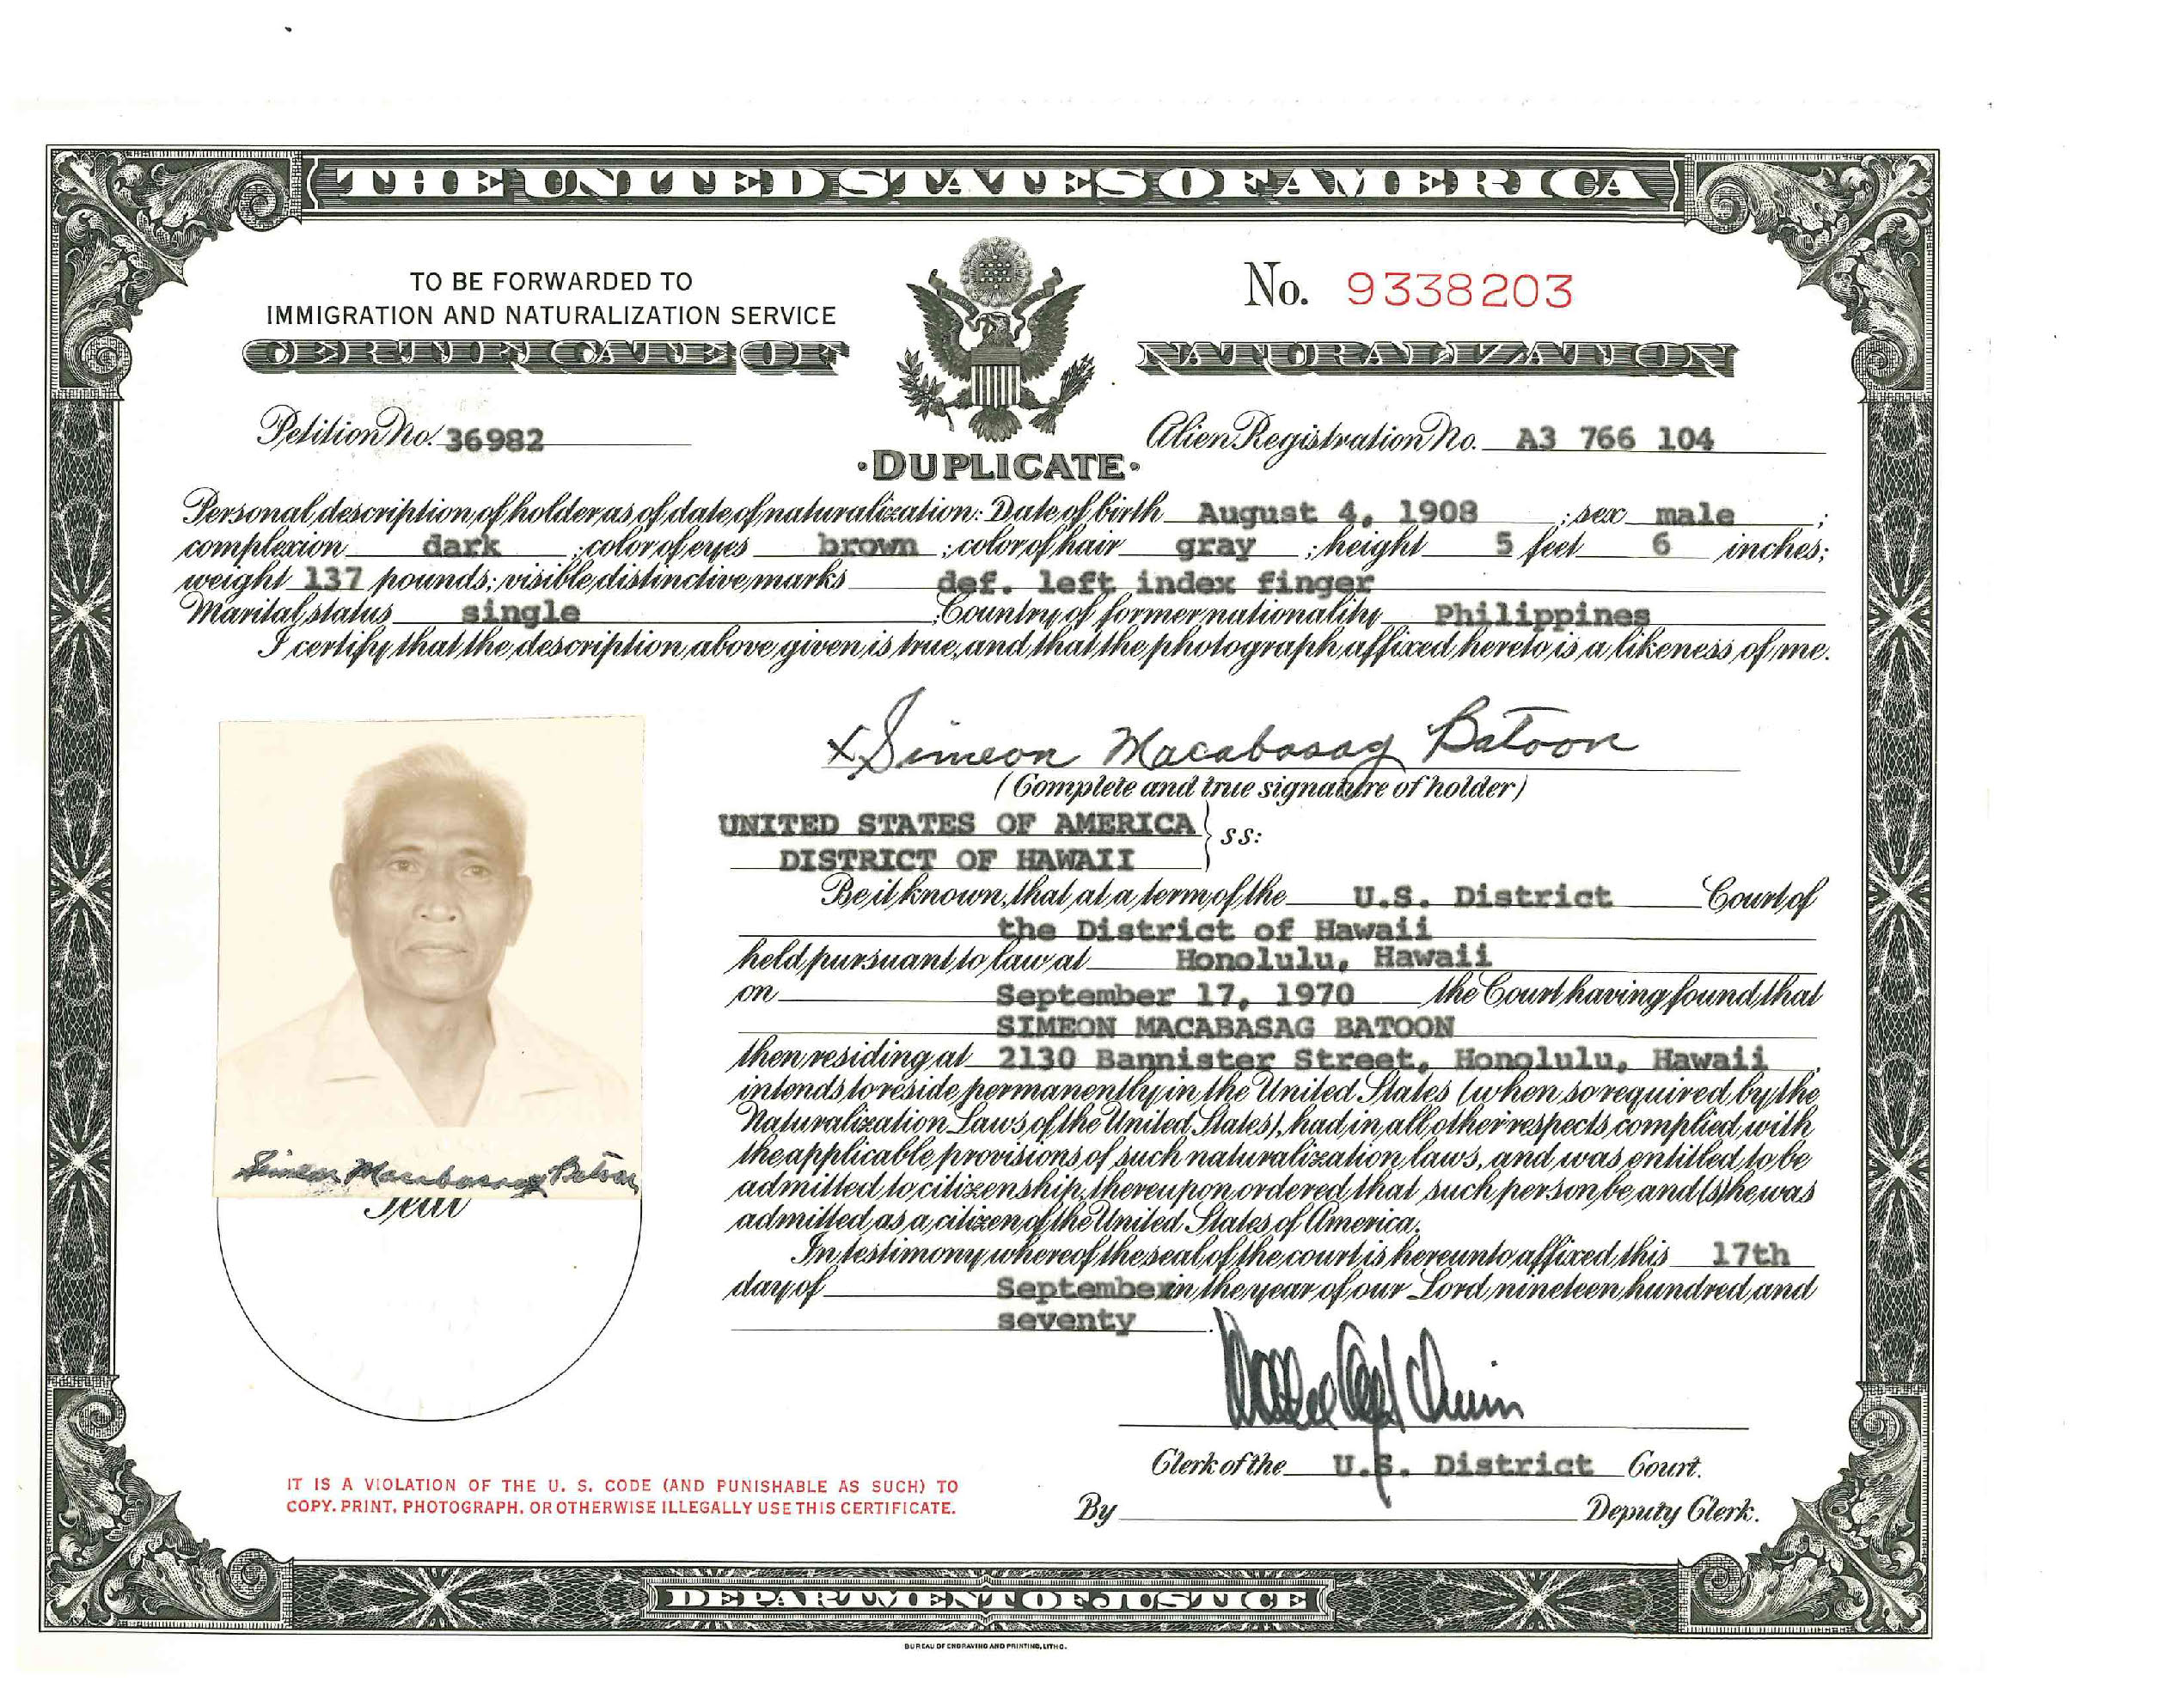 THE UNITED STATES OF AMERICA
TO BE FORWARDED TO
IMMIGRATION AND NATURALIZATION SERVICE
No. 9338203
CERTIFICATE OF NATURALIZATION
Petition No. 36982
Alien Registration No. A3 766 104
·DUPLICATE·
Personal description of holder as of date of naturalization: Date of birth August 4, 1908 ; sex male ;
complexion dark ; color of eyes brown ; color of hair gray ; height 5 feet 6 inches;
weight 137 pounds; visible distinctive marks def. left index finger
Marital status single ; Country of former nationality Philippines
I certify that the description above given is true, and that the photograph affixed hereto is a likeness of me.
x Simeon Macabasag Batoon
(Complete and true signature of holder)
UNITED STATES OF AMERICA
DISTRICT OF HAWAII
} ss:
Be it known, that at a term of the U.S. District Court of
the District of Hawaii
held pursuant to law at Honolulu, Hawaii
on September 17, 1970 the Court having found that
SIMEON MACABASAG BATOON
then residing at 2130 Bannister Street, Honolulu, Hawaii ,
intends to reside permanently in the United States (when so required by the
Naturalization Laws of the United States), had in all other respects complied with
the applicable provisions of such naturalization laws, and was entitled to be
admitted to citizenship, thereupon ordered that such person be and (s)he was
admitted as a citizen of the United States of America.
In testimony whereof the seal of the court is hereunto affixed this 17th
day of September in the year of our Lord nineteen hundred and
seventy .
Simeon Macabasag Batoon
Seal
Clerk of the U.S. District Court.
By Deputy Clerk.
IT IS A VIOLATION OF THE U. S. CODE (AND PUNISHABLE AS SUCH) TO
COPY, PRINT, PHOTOGRAPH, OR OTHERWISE ILLEGALLY USE THIS CERTIFICATE.
DEPARTMENT OF JUSTICE
BUREAU OF ENGRAVING AND PRINTING, LITHO.